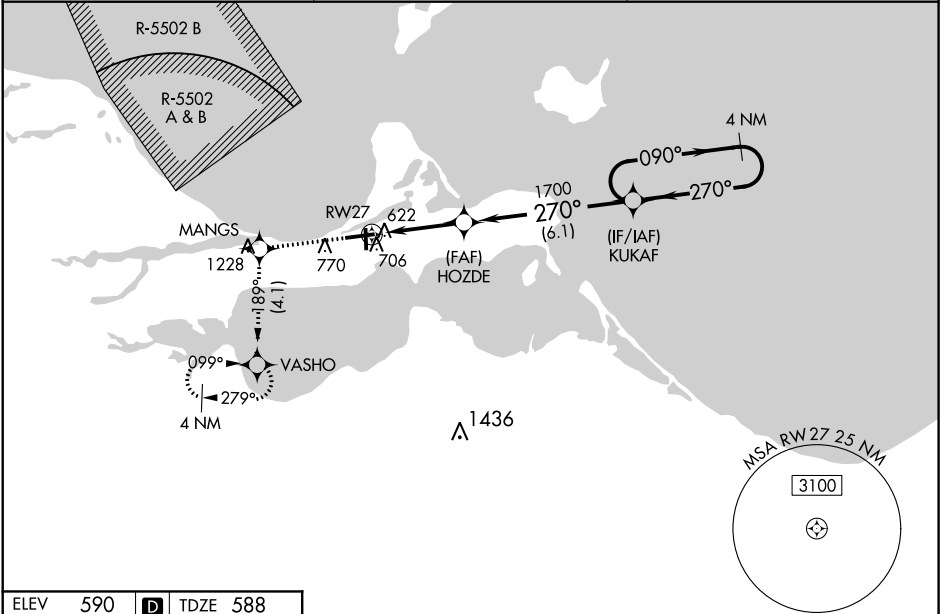 R-5502 B
R-5502
A & B
4 NM
090°
270°
1700
270°
(6.1)
(IF/IAF)
KUKAF
RW27
622
MANGS
1228
770
706
(FAF)
HOZDE
189°
(4.1)
099°
VASHO
279°
4 NM
1436
MSA RW27 25 NM
3100
ELEV 590 D TDZE 588